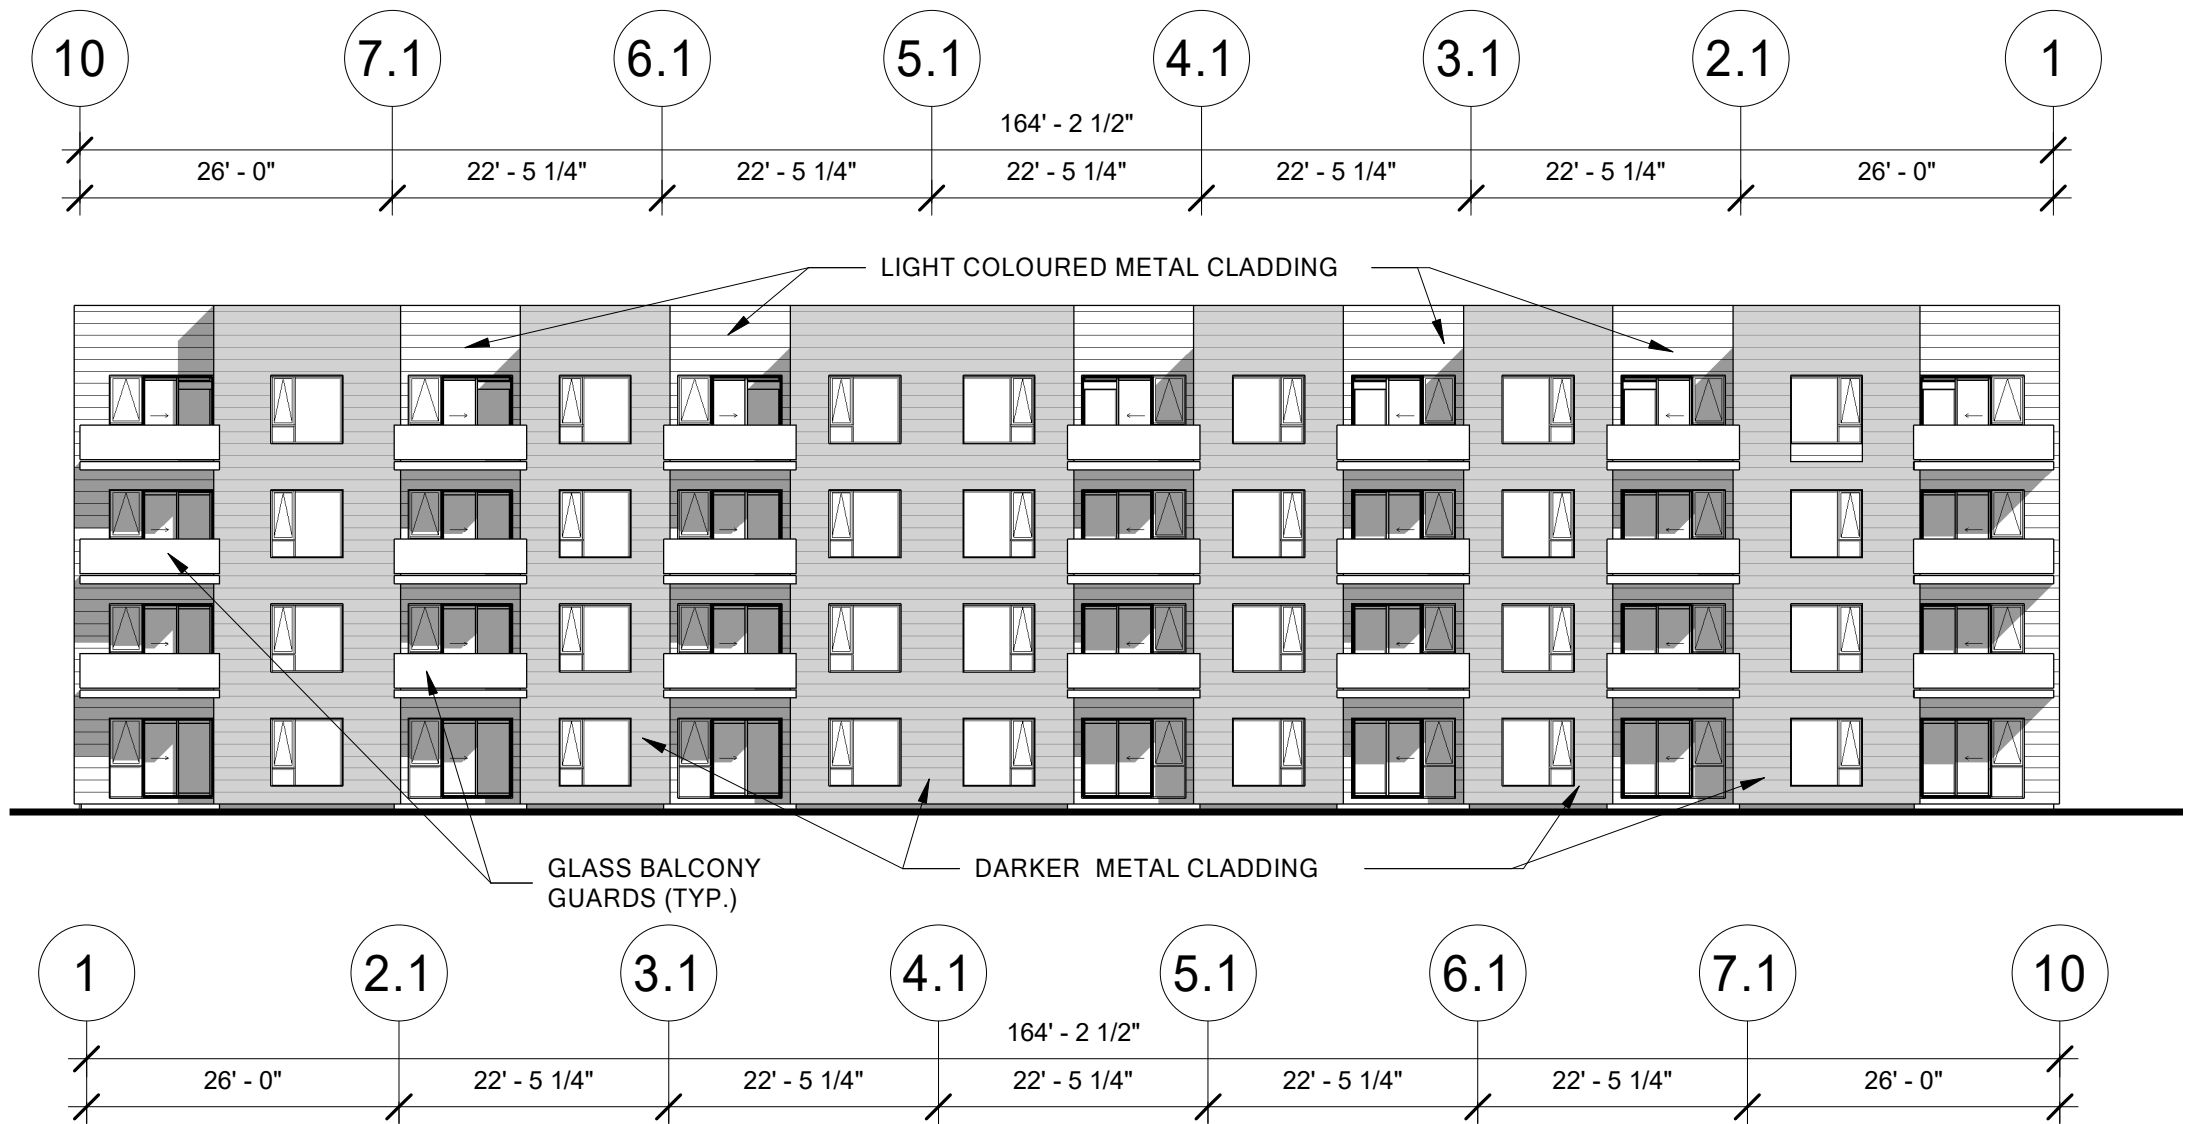 10 7.1 6.1 5.1 4.1 3.1 2.1 1
164' - 2 1/2"
26' - 0" 22' - 5 1/4" 22' - 5 1/4" 22' - 5 1/4" 22' - 5 1/4" 22' - 5 1/4" 26' - 0"
LIGHT COLOURED METAL CLADDING
GLASS BALCONY
GUARDS (TYP.)
DARKER METAL CLADDING
1 2.1 3.1 4.1 5.1 6.1 7.1 10
164' - 2 1/2"
26' - 0" 22' - 5 1/4" 22' - 5 1/4" 22' - 5 1/4" 22' - 5 1/4" 22' - 5 1/4" 26' - 0"